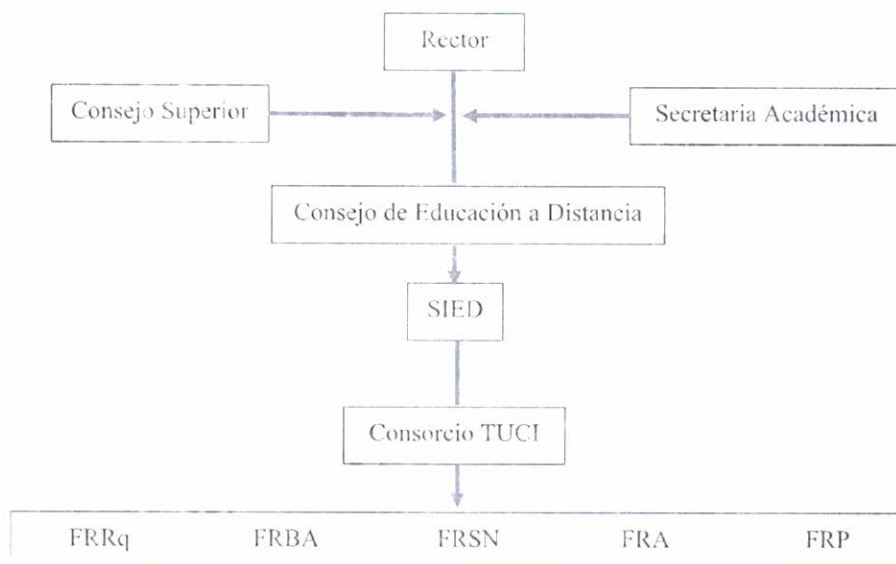 Rector
Consejo Superior
Secretaria Académica
Consejo de Educación a Distancia
SIED
Consorcio TUCI
FRRq FRBA FRSN FRA FRP